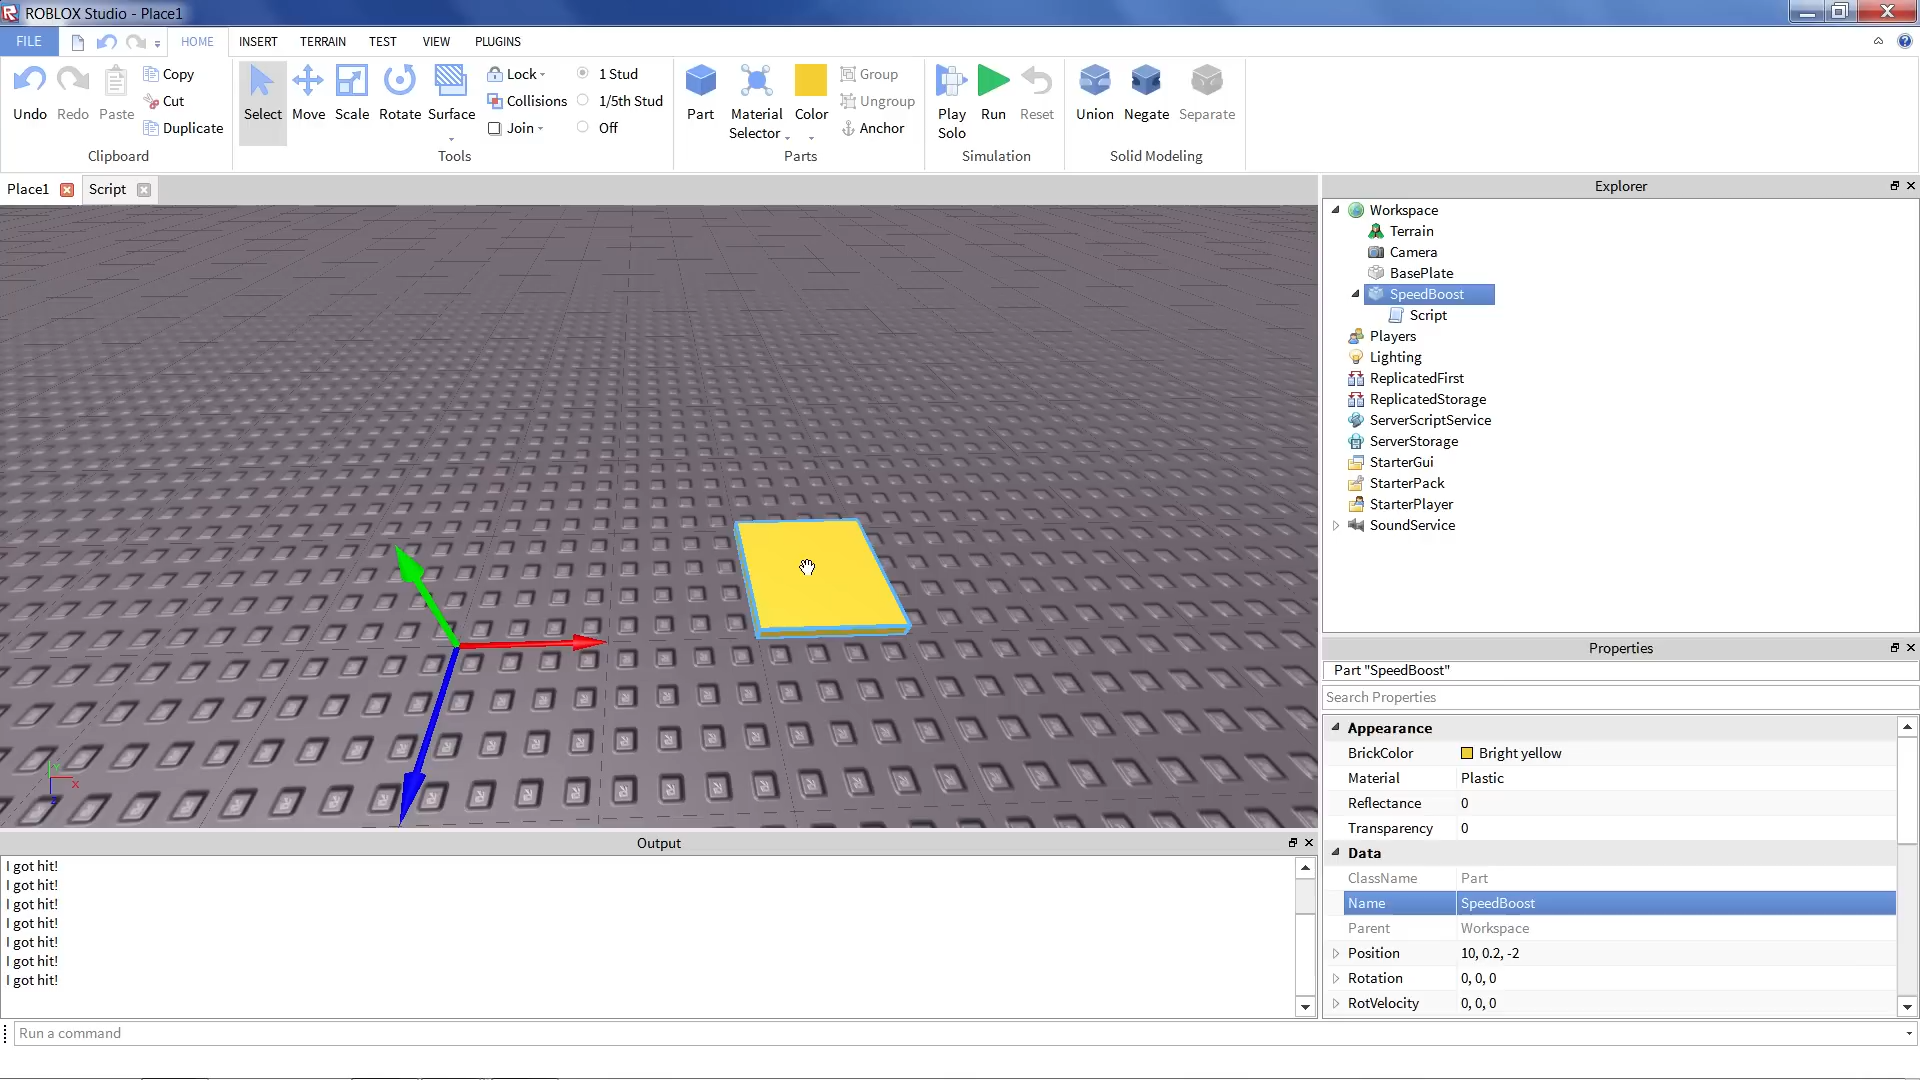 ROBLOX Studio - Place1
FILE HOME INSERT TERRAIN TEST VIEW PLUGINS
Undo Redo Paste Copy Cut Duplicate
Clipboard
Select Move Scale Rotate Surface Lock Collisions Join 1 Stud 1/5th Stud Off
Tools
Part Material Selector Color Group Ungroup Anchor
Parts
Play Solo Run Reset
Simulation
Union Negate Separate
Solid Modeling
Place1 Script
Explorer
Workspace
Terrain
Camera
BasePlate
SpeedBoost
Script
Players
Lighting
ReplicatedFirst
ReplicatedStorage
ServerScriptService
ServerStorage
StarterGui
StarterPack
StarterPlayer
SoundService
Properties
Part "SpeedBoost"
Search Properties
Appearance
BrickColor Bright yellow
Material Plastic
Reflectance 0
Transparency 0
Data
ClassName Part
Name SpeedBoost
Parent Workspace
Position 10, 0.2, -2
Rotation 0, 0, 0
RotVelocity 0, 0, 0
Y
X
Z
Output
I got hit!
I got hit!
I got hit!
I got hit!
I got hit!
I got hit!
I got hit!
Run a command